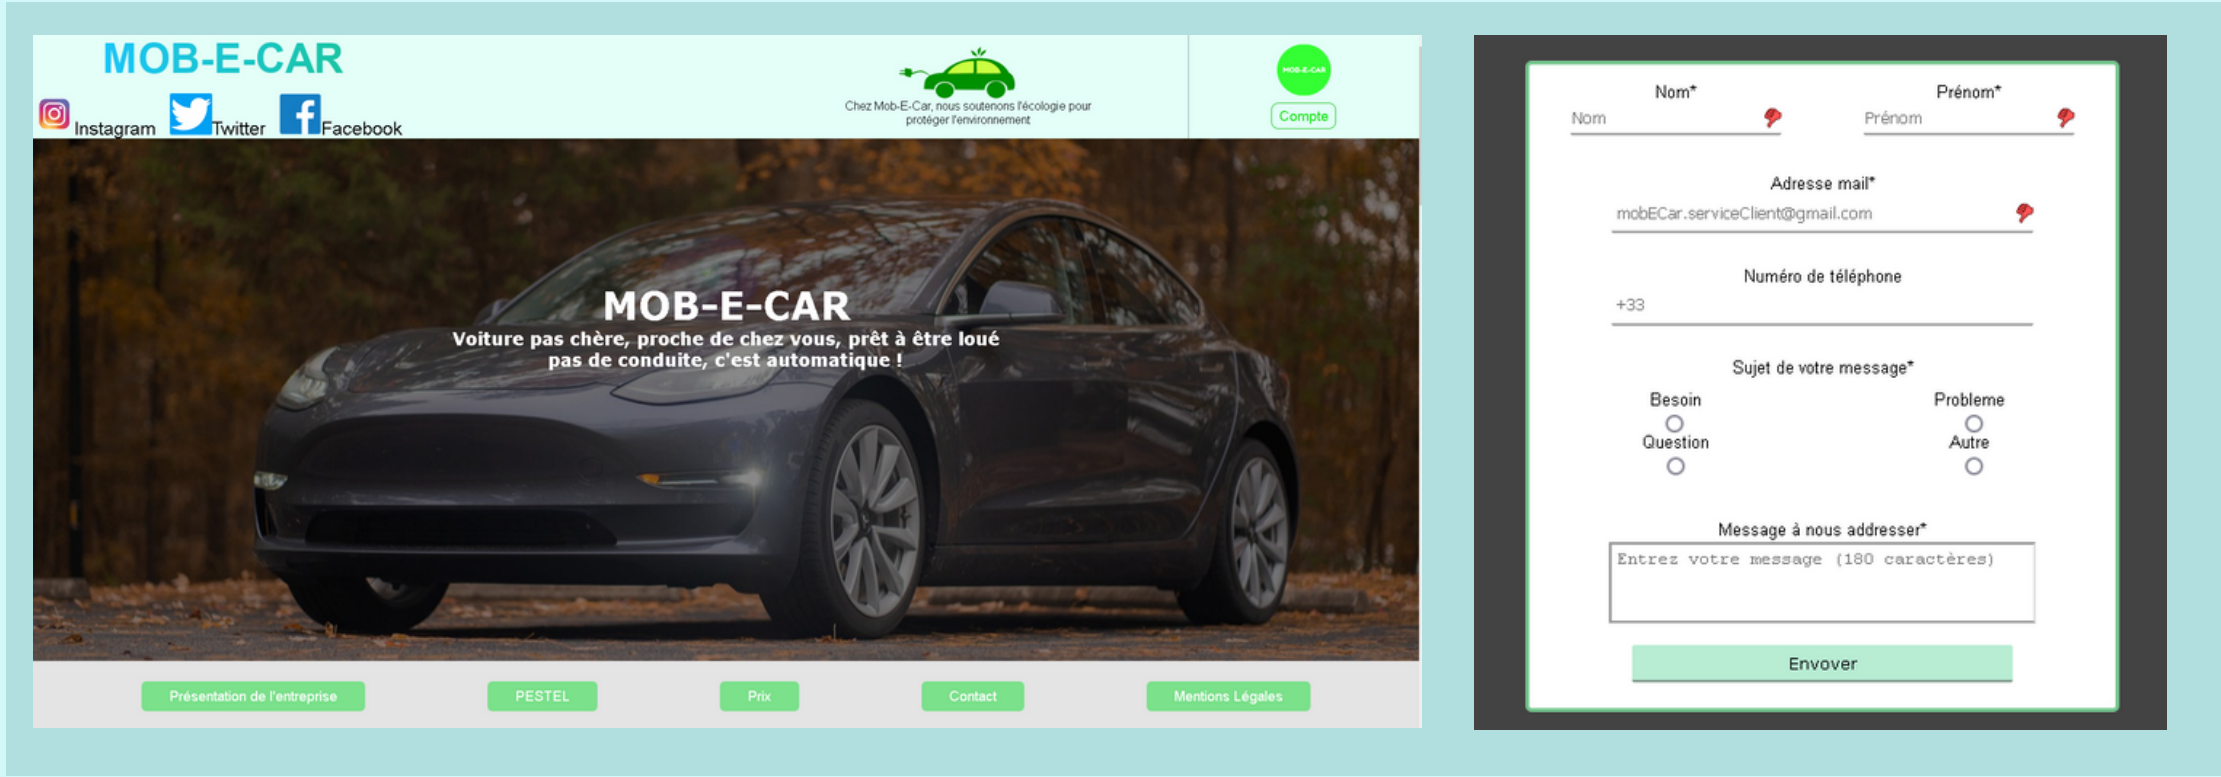 MOB-E-CAR
Instagram
Twitter
Facebook
Chez Mob-E-Car, nous soutenons l'écologie pour
protéger l'environnement
MOB-E-CAR
Compte
MOB-E-CAR
Voiture pas chère, proche de chez vous, prêt à être loué
pas de conduite, c'est automatique !
Présentation de l'entreprise
PESTEL
Prix
Contact
Mentions Légales
Nom*
Prénom*
Nom
Prénom
Adresse mail*
mobECar.serviceClient@gmail.com
Numéro de téléphone
+33
Sujet de votre message*
Besoin
Probleme
Question
Autre
Message à nous addresser*
Entrez votre message (180 caractères)
Envover